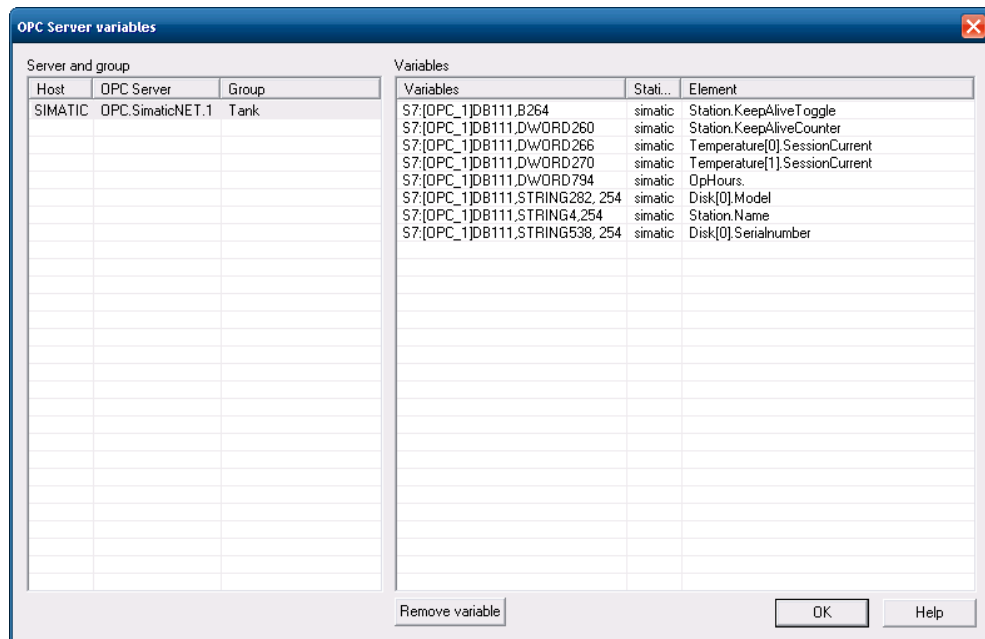 OPC Server variables
Server and group
Host OPC Server Group
SIMATIC OPC.SimaticNET.1 Tank
Variables
Variables Stati... Element
S7:[OPC_1]DB111,B264 simatic Station.KeepAliveToggle
S7:[OPC_1]DB111,DWORD260 simatic Station.KeepAliveCounter
S7:[OPC_1]DB111,DWORD266 simatic Temperature[0].SessionCurrent
S7:[OPC_1]DB111,DWORD270 simatic Temperature[1].SessionCurrent
S7:[OPC_1]DB111,DWORD794 simatic OpHours.
S7:[OPC_1]DB111,STRING282, 254 simatic Disk[0].Model
S7:[OPC_1]DB111,STRING4,254 simatic Station.Name
S7:[OPC_1]DB111,STRING538, 254 simatic Disk[0].Serialnumber
Remove variable
OK
Help